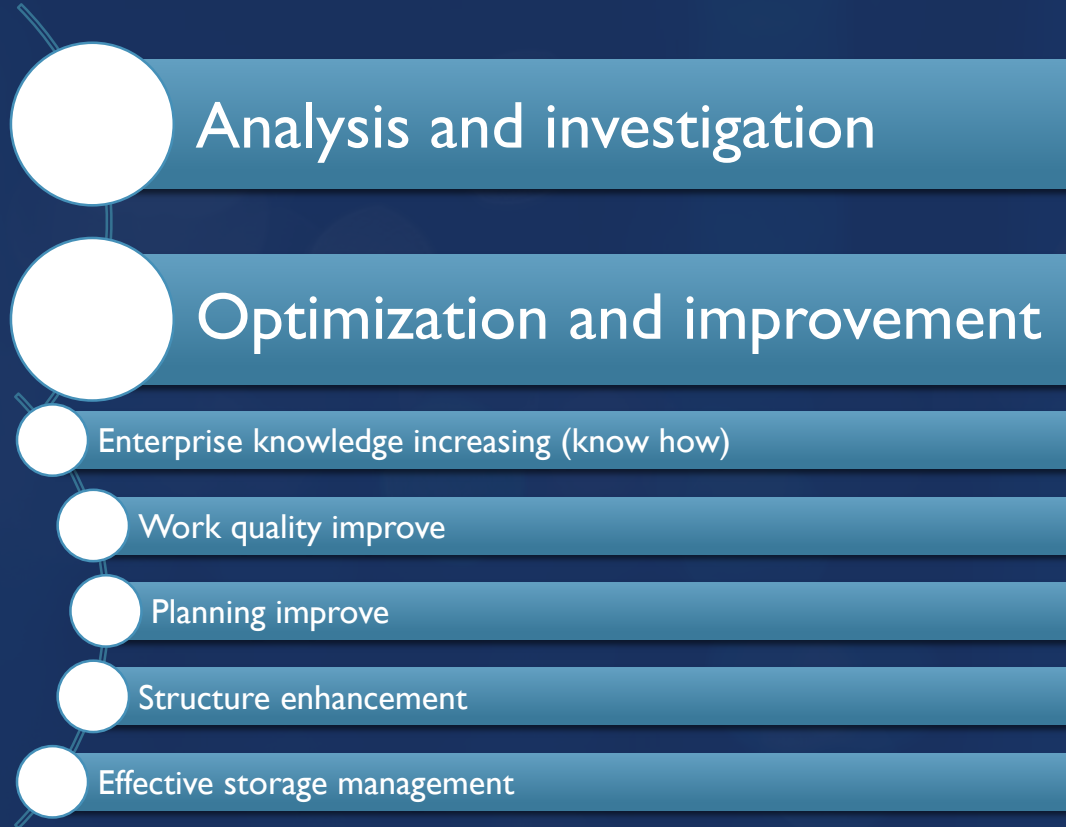 Analysis and investigation
Optimization and improvement
Enterprise knowledge increasing (know how)
Work quality improve
Planning improve
Structure enhancement
Effective storage management